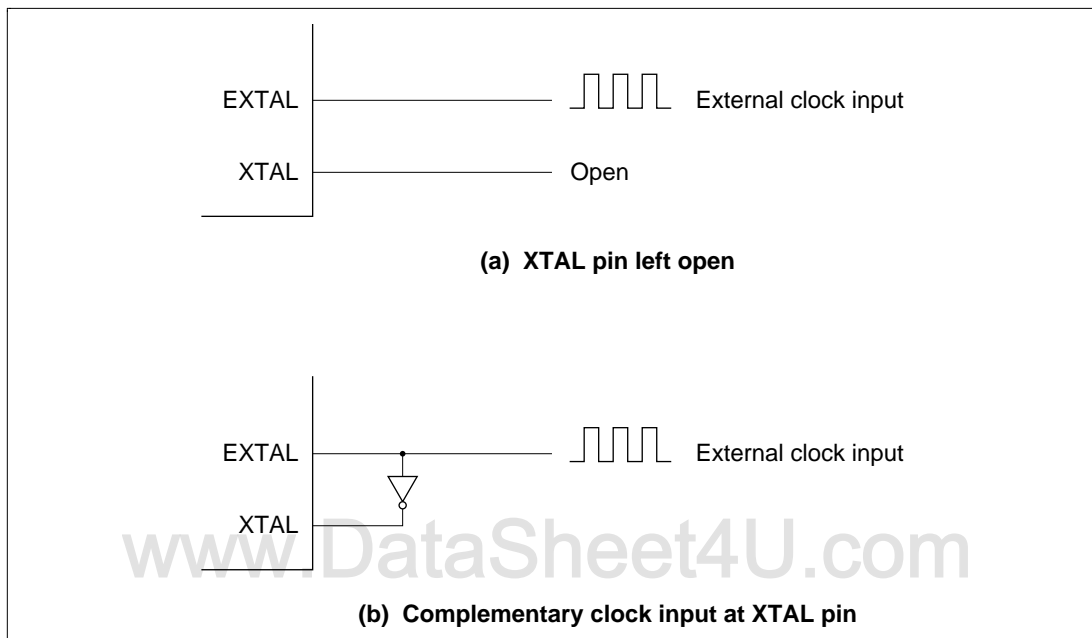 EXTAL External clock input
XTAL Open
(a) XTAL pin left open
EXTAL External clock input
XTAL
www.DataSheet4U.com
(b) Complementary clock input at XTAL pin